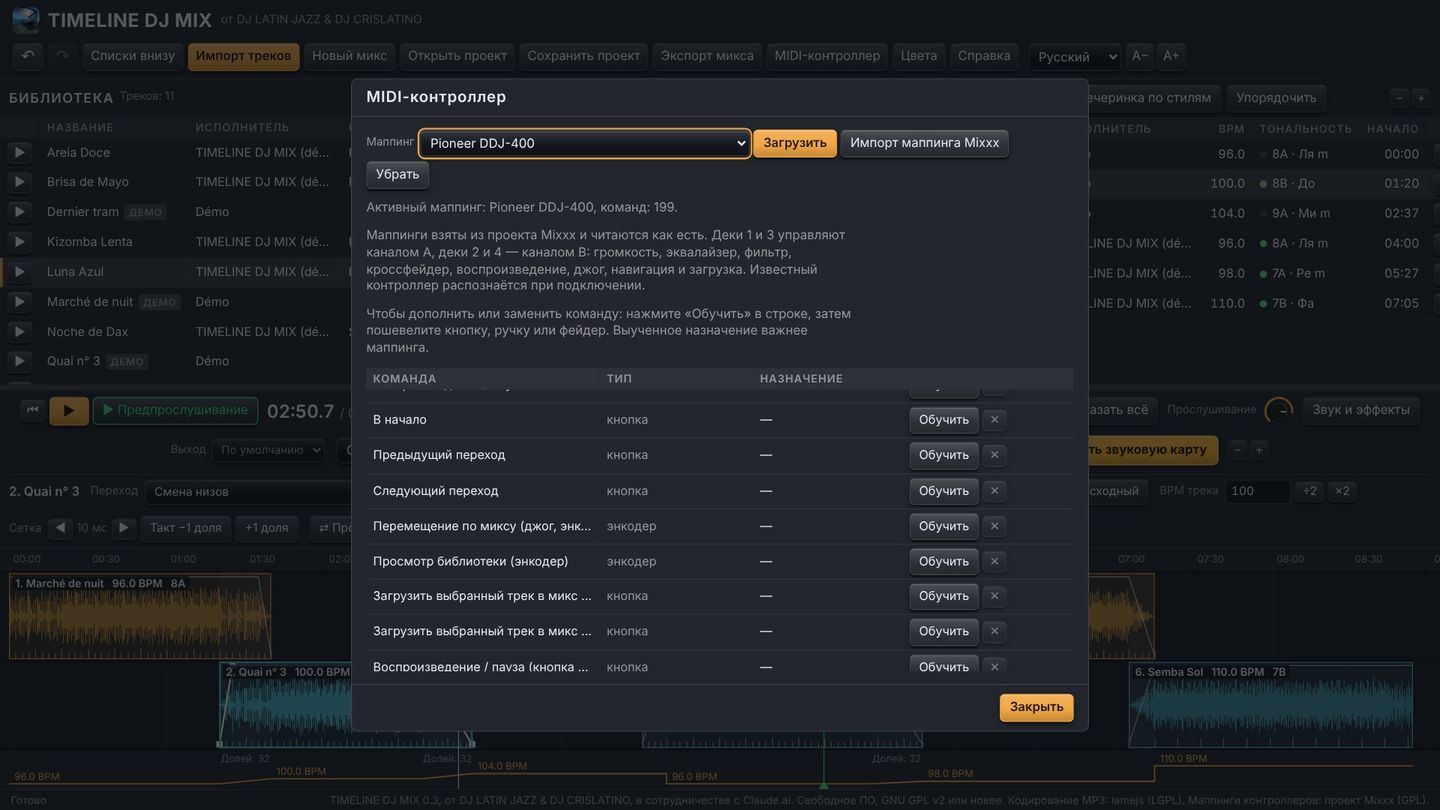 TIMELINE DJ MIX от DJ LATIN JAZZ & DJ CRISLATINO
Списки внизу Импорт треков Новый микс Открыть проект Сохранить проект Экспорт микса MIDI-контроллер Цвета Справка Русский A− A+
БИБЛИОТЕКА Треков: 11
ечеринка по стилям Упорядочить − +
НАЗВАНИЕ ИСПОЛНИТЕЛЬ
ОЛНИТЕЛЬ BPM ТОНАЛЬНОСТЬ НАЧАЛО
Areia Doce TIMELINE DJ MIX (dé...
96.0 8A · Ля m 00:00
Brisa de Mayo TIMELINE DJ MIX (dé...
100.0 8B · До 01:20
Dernier tram ДЕМО Démo
104.0 9A · Ми m 02:37
Kizomba Lenta TIMELINE DJ MIX (dé...
LINE DJ MIX (dé... 96.0 8A · Ля m 04:00
Luna Azul TIMELINE DJ MIX (dé...
LINE DJ MIX (dé... 98.0 7A · Ре m 05:27
Marché de nuit ДЕМО Démo
LINE DJ MIX (dé... 110.0 7B · Фа 07:05
Noche de Dax TIMELINE DJ MIX (dé...
Quai n° 3 ДЕМО Démo
MIDI-контроллер
Маппинг Pioneer DDJ-400 Загрузить Импорт маппинга Mixxx
Убрать
Активный маппинг: Pioneer DDJ-400, команд: 199.
Маппинги взяты из проекта Mixxx и читаются как есть. Деки 1 и 3 управляют
каналом A, деки 2 и 4 — каналом B: громкость, эквалайзер, фильтр,
кроссфейдер, воспроизведение, джог, навигация и загрузка. Известный
контроллер распознаётся при подключении.
Чтобы дополнить или заменить команду: нажмите «Обучить» в строке, затем
пошевелите кнопку, ручку или фейдер. Выученное назначение важнее
маппинга.
КОМАНДА ТИП НАЗНАЧЕНИЕ
В начало кнопка — Обучить ×
Предыдущий переход кнопка — Обучить ×
Следующий переход кнопка — Обучить ×
Перемещение по миксу (джог, энк... энкодер — Обучить ×
Просмотр библиотеки (энкодер) энкодер — Обучить ×
Загрузить выбранный трек в микс ... кнопка — Обучить ×
Загрузить выбранный трек в микс ... кнопка — Обучить ×
Воспроизведение / пауза (кнопка ... кнопка — Обучить ×
Закрыть
Предпрослушивание 02:50.7 /
азать всё Прослушивание Звук и эффекты
Выход По умолчанию
ть звуковую карту − +
2. Quai n° 3 Переход Смена низов
сходный BPM трека 100 ÷2 ×2
Сетка 10 мс Такт −1 доля +1 доля ⇄ Про
00:00 00:30 01:00 01:30 02:0 07:00 07:30 08:00 08:30
1. Marché de nuit 96.0 BPM 8A
2. Quai n° 3 100.0 BPM
6. Semba Sol 110.0 BPM 7B
Долей: 32 Долей: 32 Долей: 32
96.0 BPM 100.0 BPM 104.0 BPM 96.0 BPM 98.0 BPM 110.0 BPM
Готово TIMELINE DJ MIX 0.3, от DJ LATIN JAZZ & DJ CRISLATINO, в сотрудничестве с Claude.ai. Свободное ПО, GNU GPL v2 или новее. Кодирование MP3: lamejs (LGPL). Маппинги контроллеров: проект Mixxx (GPL).